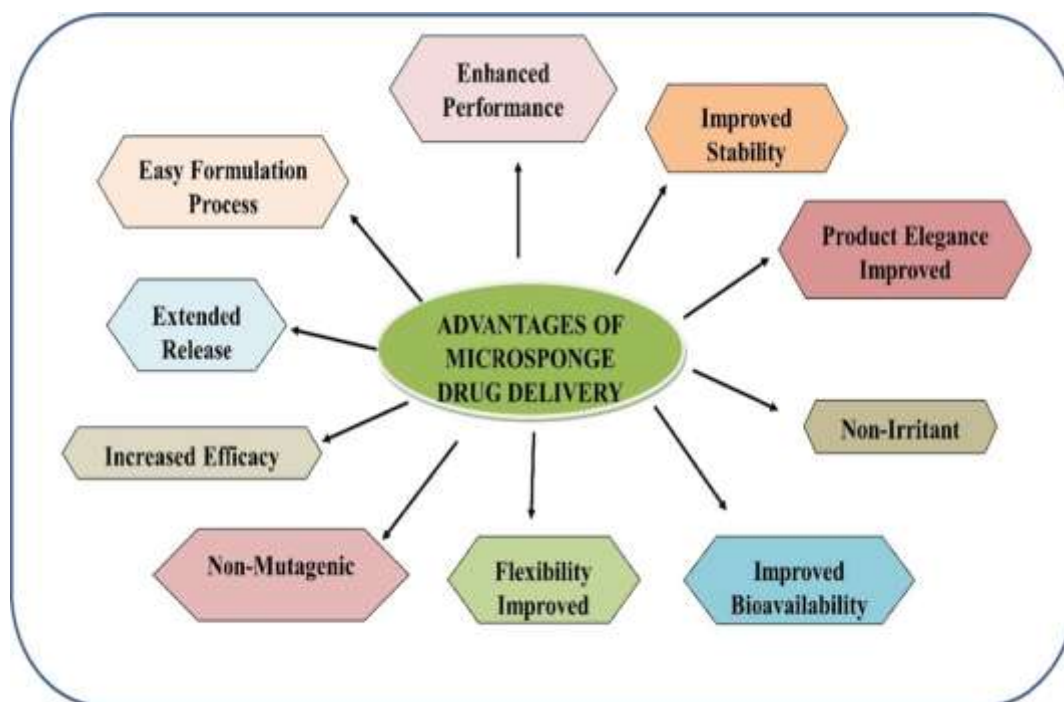 Enhanced
Performance
Improved
Stability
Easy Formulation
Process
Product Elegance
Improved
Extended
Release
ADVANTAGES OF
MICROSPONGE
DRUG DELIVERY
Non-Irritant
Increased Efficacy
Non-Mutagenic
Flexibility
Improved
Improved
Bioavailability